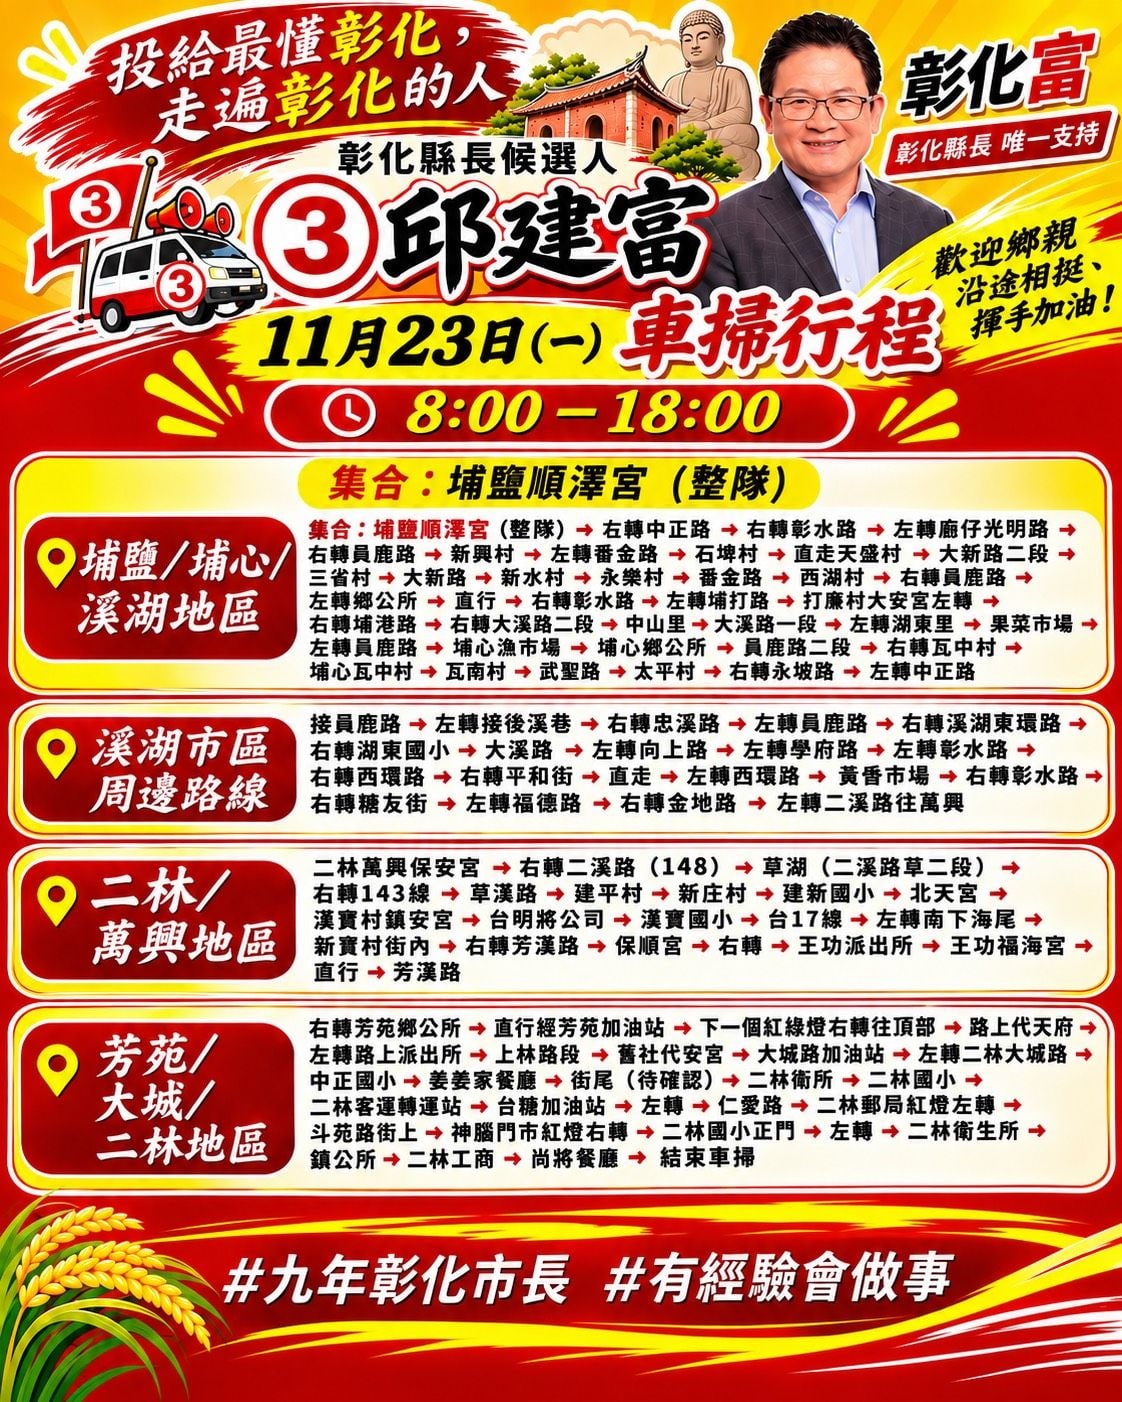 投給最懂彰化，
走遍彰化的人
彰化富
彰化縣長 唯一支持
彰化縣長候選人
3 邱建富
3
3
歡迎鄉親
沿途相挺、
揮手加油！
11月23日(一) 車掃行程
8:00－18:00
集合：埔鹽順澤宮（整隊）
埔鹽/埔心/
溪湖地區
集合：埔鹽順澤宮（整隊）→ 左轉中正路 → 右轉彰水路 → 左轉廍仔光明路 →
右轉員鹿路 → 新興村 → 左轉番金路 → 石埤村 → 直走天盛村 → 大新路二段 →
三省村 → 大新路 → 新水村 → 永樂村 → 番金路 → 西湖村 → 右轉員鹿路 →
左轉鄉公所 → 直行 → 右轉彰水路 → 左轉埔打路 → 打廉村大安宮左轉 →
右轉埔港路 → 右轉大溪路二段 → 中山里 → 大溪路一段 → 左轉湖東里 → 果菜市場 →
左轉員鹿路 → 埔心漁市場 → 埔心鄉公所 → 員鹿路二段 → 右轉瓦中村 →
埔心瓦中村 → 瓦南村 → 武聖路 → 太平村 → 右轉永坡路 → 左轉中正路
溪湖市區
周邊路線
接員鹿路 → 左轉接後溪巷 → 右轉忠溪路 → 左轉員鹿路 → 右轉溪湖東環路 →
右轉湖東國小 → 大溪路 → 左轉向上路 → 左轉學府路 → 左轉彰水路 →
右轉西環路 → 右轉平和街 → 直走 → 左轉西環路 → 黃昏市場 → 右轉彰水路 →
右轉糖友街 → 左轉福德路 → 右轉金地路 → 左轉二溪路往萬興
二林/
萬興地區
二林萬興保安宮 → 右轉二溪路（148）→ 草湖（二溪路草二段）→
右轉143線 → 草漢路 → 建平村 → 新庄村 → 建新國小 → 北天宮 →
漢寶村鎮安宮 → 台明將公司 → 漢寶國小 → 台17線 → 左轉南下海尾 →
新寶村街內 → 右轉芳漢路 → 保順宮 → 右轉 → 王功派出所 → 王功福海宮 →
直行 → 芳漢路
芳苑/
大城/
二林地區
右轉芳苑鄉公所 → 直行經芳苑加油站 → 下一個紅綠燈右轉往頂部 → 路上代天府 →
左轉路上派出所 → 上林路段 → 舊社代安宮 → 大城路加油站 → 左轉二林大城路 →
中正國小 → 姜姜家餐廳 → 街尾（待確認）→ 二林衛所 → 二林國小 →
二林客運轉運站 → 台糖加油站 → 左轉 → 仁愛路 → 二林郵局紅燈左轉 →
斗苑路街上 → 神腦門市紅燈右轉 → 二林國小正門 → 左轉 → 二林衛生所 →
鎮公所 → 二林工商 → 尚將餐廳 → 結束車掃
#九年彰化市長 #有經驗會做事